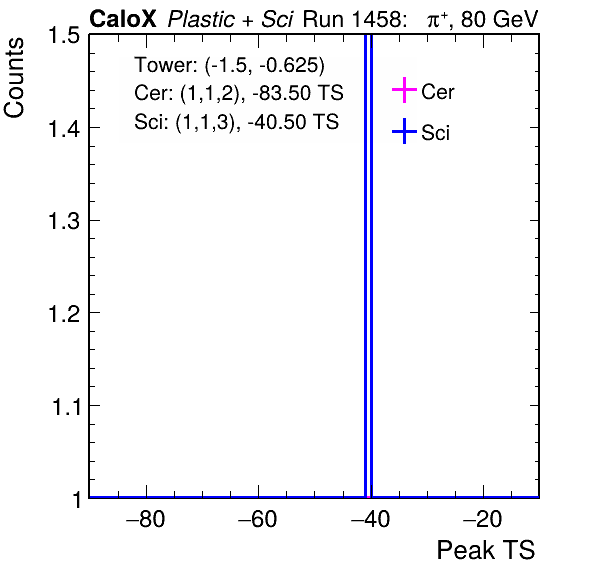 CaloX Plastic + Sci Run 1458: π⁺, 80 GeV
Counts
1.5
Tower: (-1.5, -0.625)
Cer: (1,1,2), -83.50 TS
Sci: (1,1,3), -40.50 TS
Cer
Sci
1.4
1.3
1.2
1.1
1
−80 −60 −40 −20
Peak TS